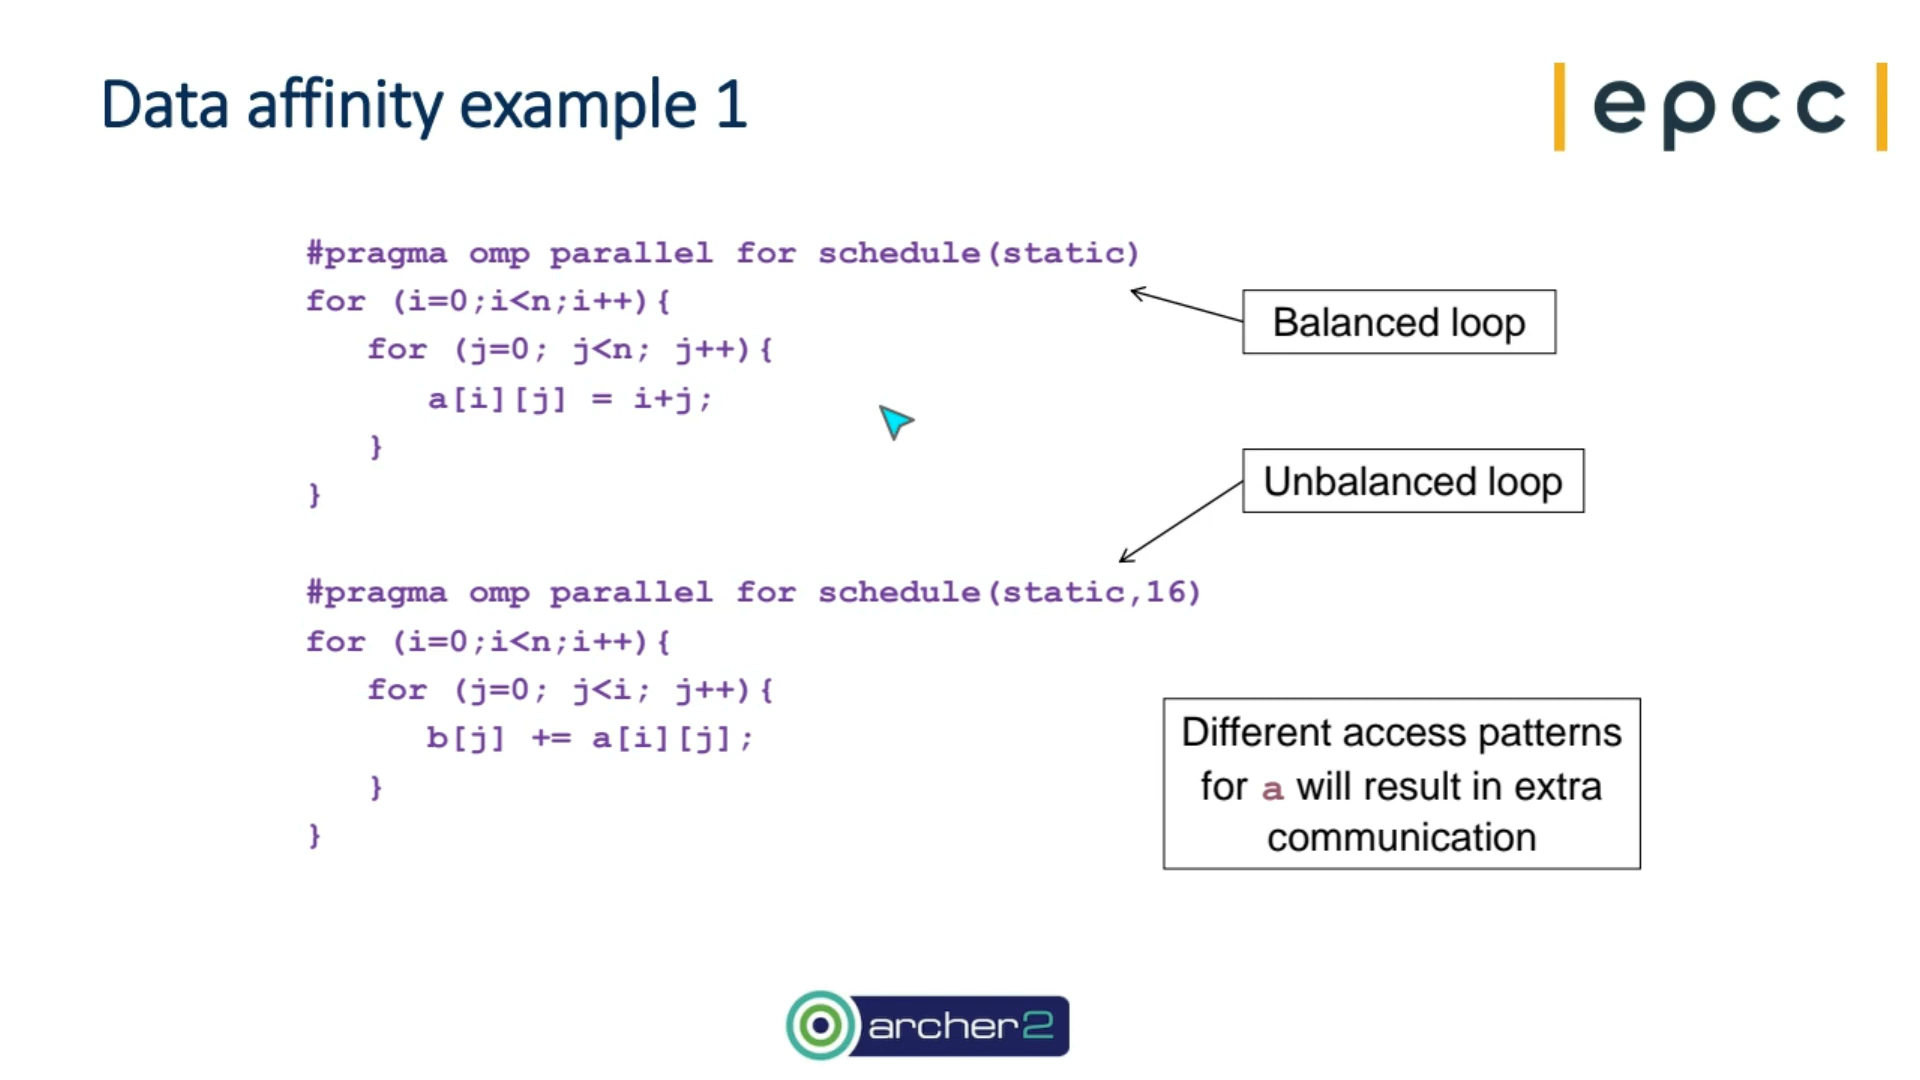 Data affinity example 1
epcc
#pragma omp parallel for schedule(static)
for (i=0;i<n;i++){
   for (j=0; j<n; j++){
      a[i][j] = i+j;
   }
}
Balanced loop
Unbalanced loop
#pragma omp parallel for schedule(static,16)
for (i=0;i<n;i++){
   for (j=0; j<i; j++){
      b[j] += a[i][j];
   }
}
Different access patterns
for a will result in extra
communication
archer2